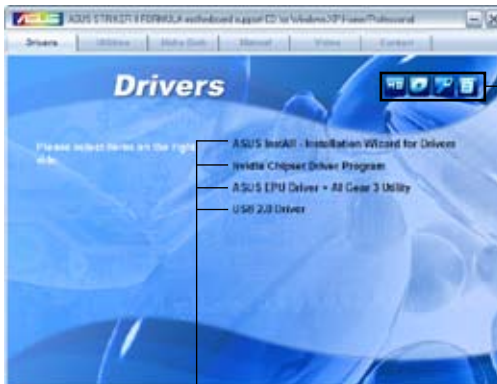 ASUS STRIKER II FORMULA motherboard support CD for Windows XP Home/Professional
Drivers Utilities Make Disk Manual Video Contact
Drivers
Please select items on the right side.
ASUS InstAll - Installation Wizard for Drivers
Nvidia Chipset Driver Program
ASUS EPU Driver + AI Gear 3 Utility
USB 2.0 Driver